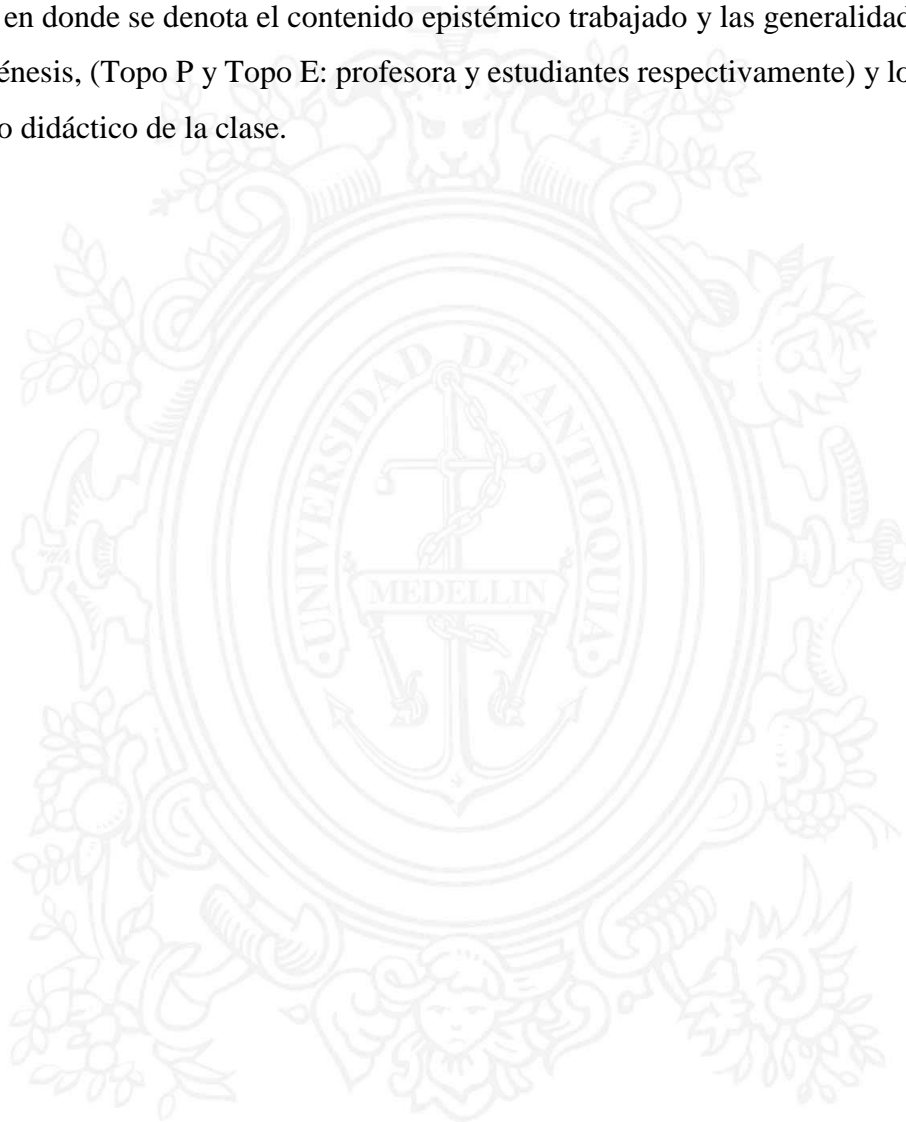 en donde se denota el contenido epistémico trabajado y las generalidad
énesis, (Topo P y Topo E: profesora y estudiantes respectivamente) y lo
o didáctico de la clase.
UNIVERSIDAD DE ANTIOQUIA
MEDELLIN